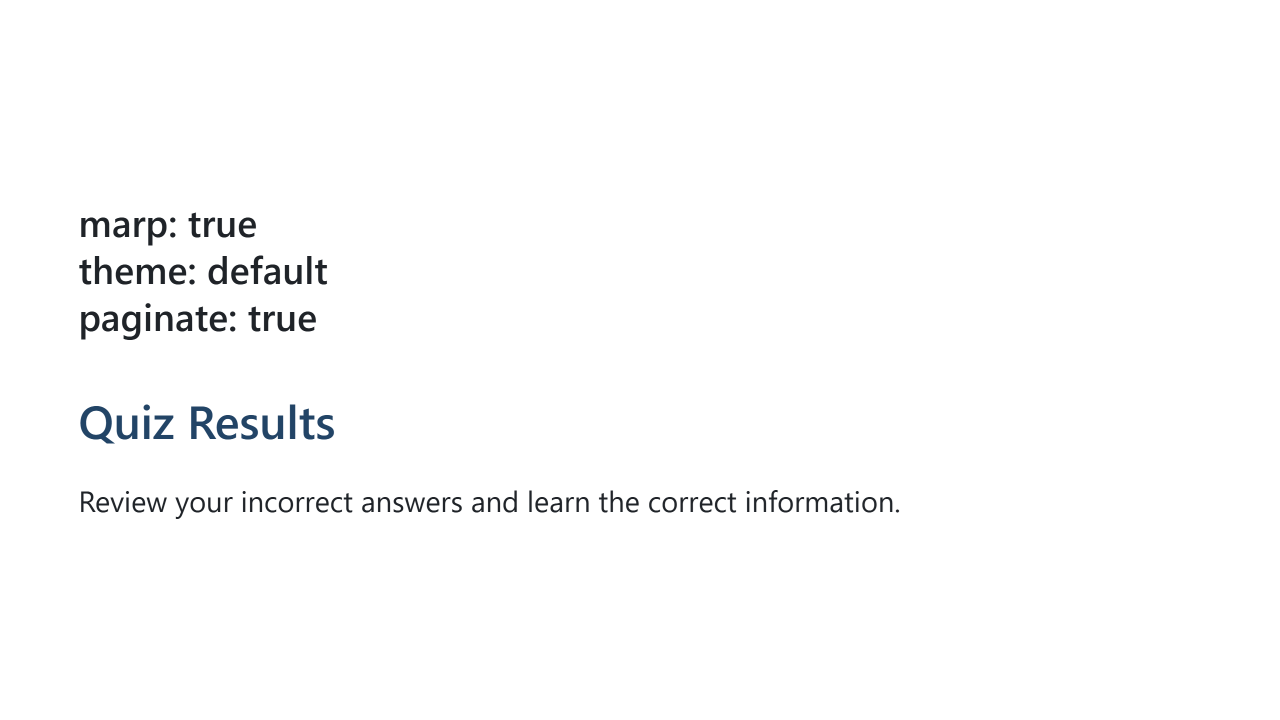 marp: true
theme: default
paginate: true
Quiz Results
Review your incorrect answers and learn the correct information.